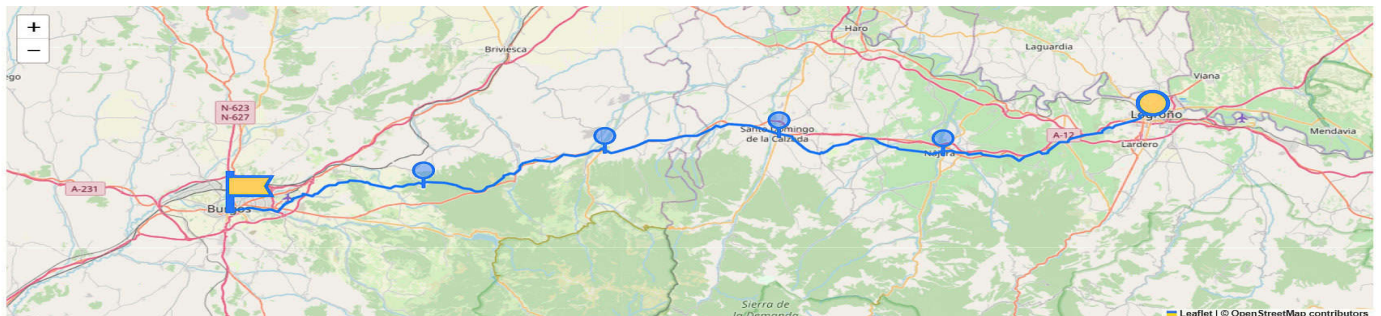 +
−
Haro
Briviesca
Laguardia
ego
Viana
N-623
N-627
Logroño
Santo Domingo
de la Calzada
A-12
Mendavia
Nájera
Lardero
A-231
Burgos
Sierra de
la Demanda
Leaflet | © OpenStreetMap contributors